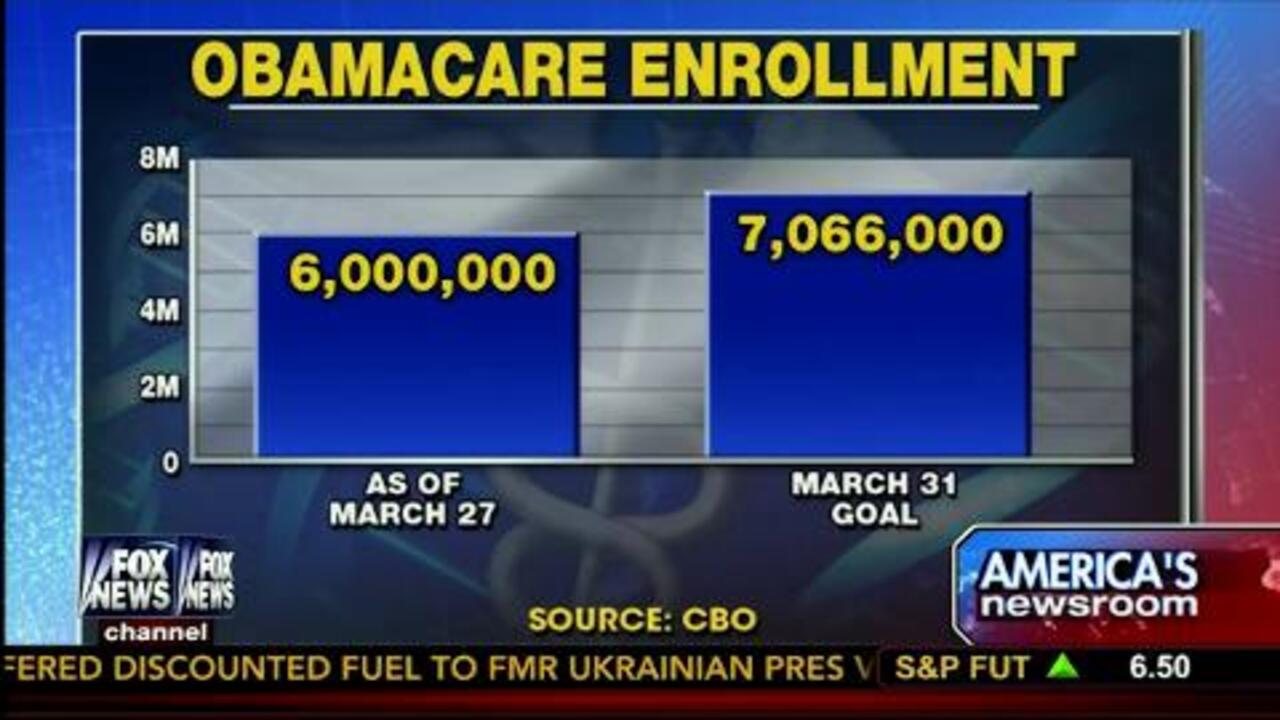 OBAMACARE ENROLLMENT
8M
6M
4M
2M
0
6,000,000
7,066,000
AS OF
MARCH 27
MARCH 31
GOAL
FOX
NEWS
channel
FOX
NEWS
SOURCE: CBO
AMERICA'S
newsroom
FERED DISCOUNTED FUEL TO FMR UKRAINIAN PRES V
S&P FUT ▲ 6.50